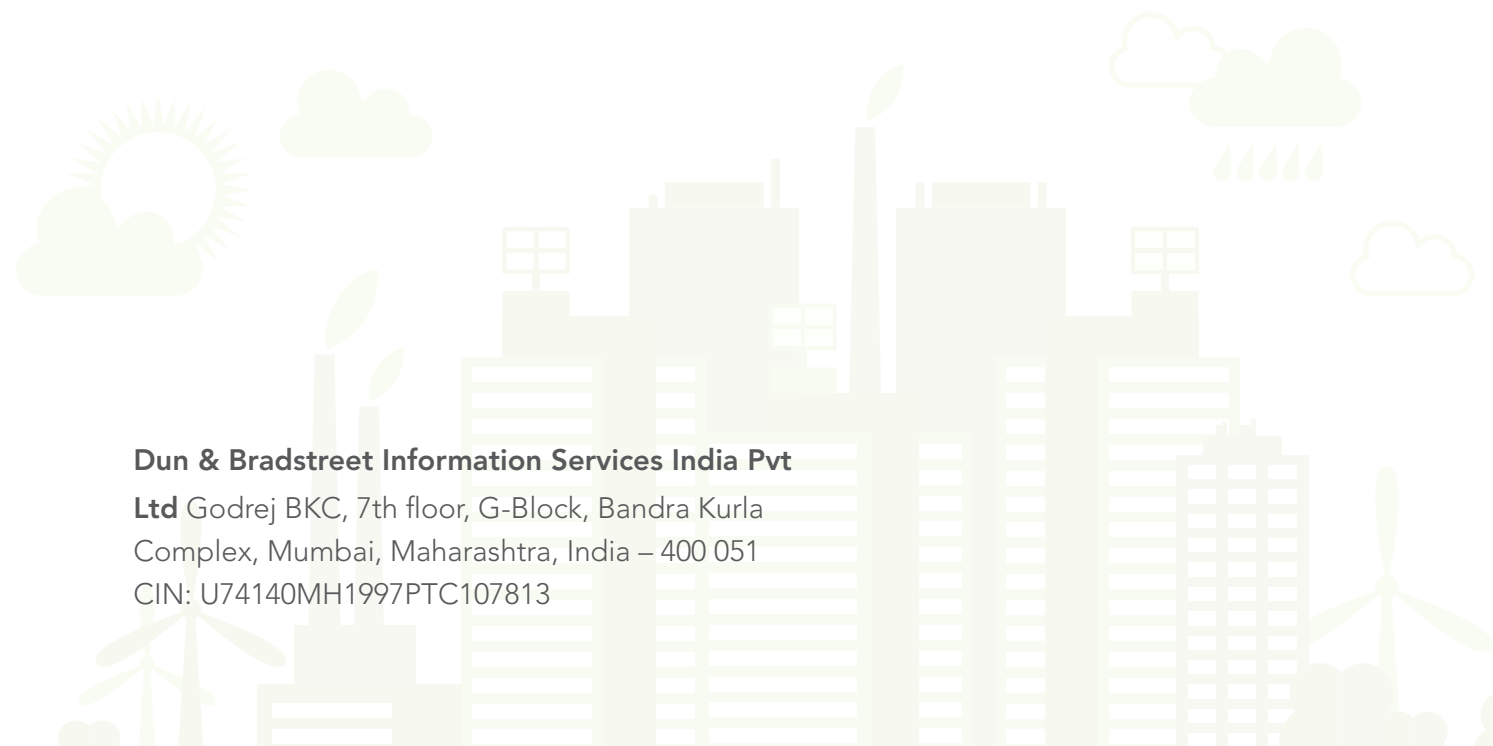 Dun & Bradstreet Information Services India Pvt
Ltd Godrej BKC, 7th floor, G-Block, Bandra Kurla
Complex, Mumbai, Maharashtra, India – 400 051
CIN: U74140MH1997PTC107813